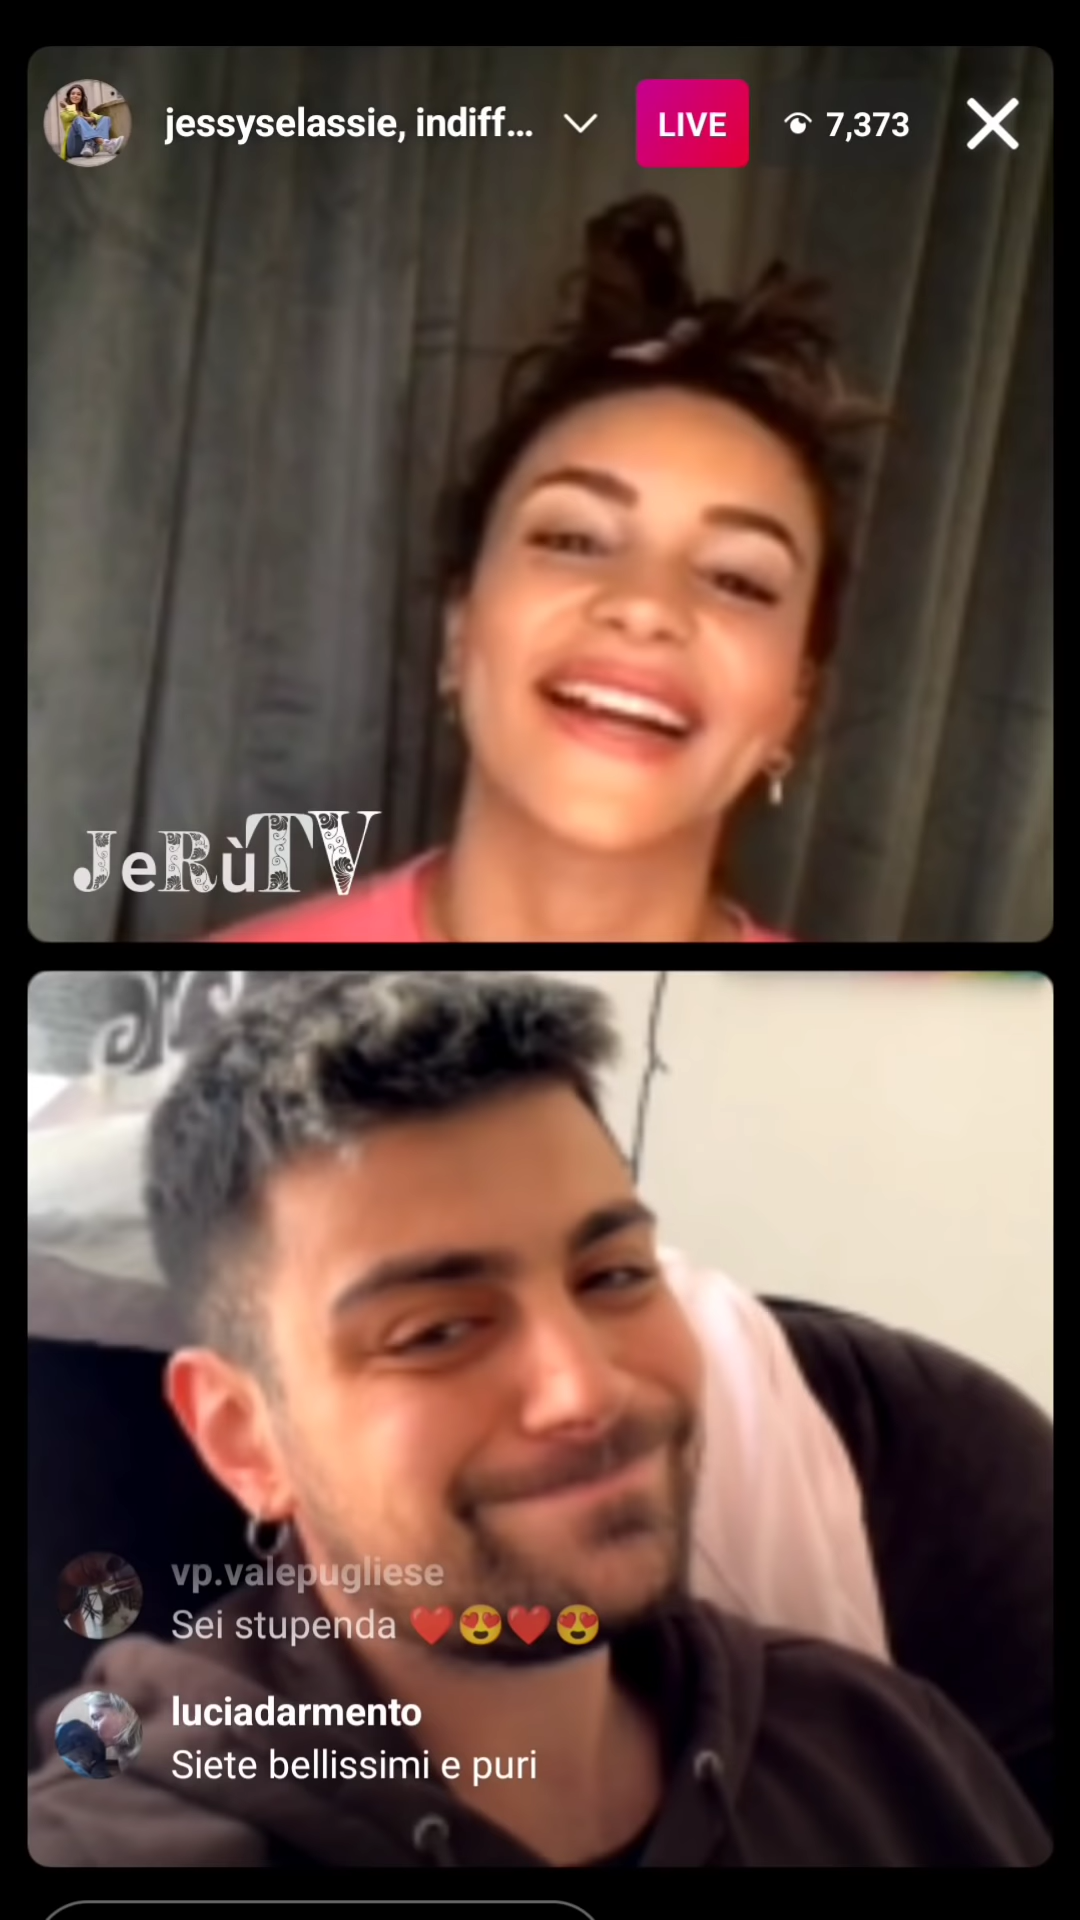 jessyselassie, indiff...
LIVE
7,373
JeRùTV
vp.valepugliese
Sei stupenda ❤️😍❤️😍
luciadarmento
Siete bellissimi e puri